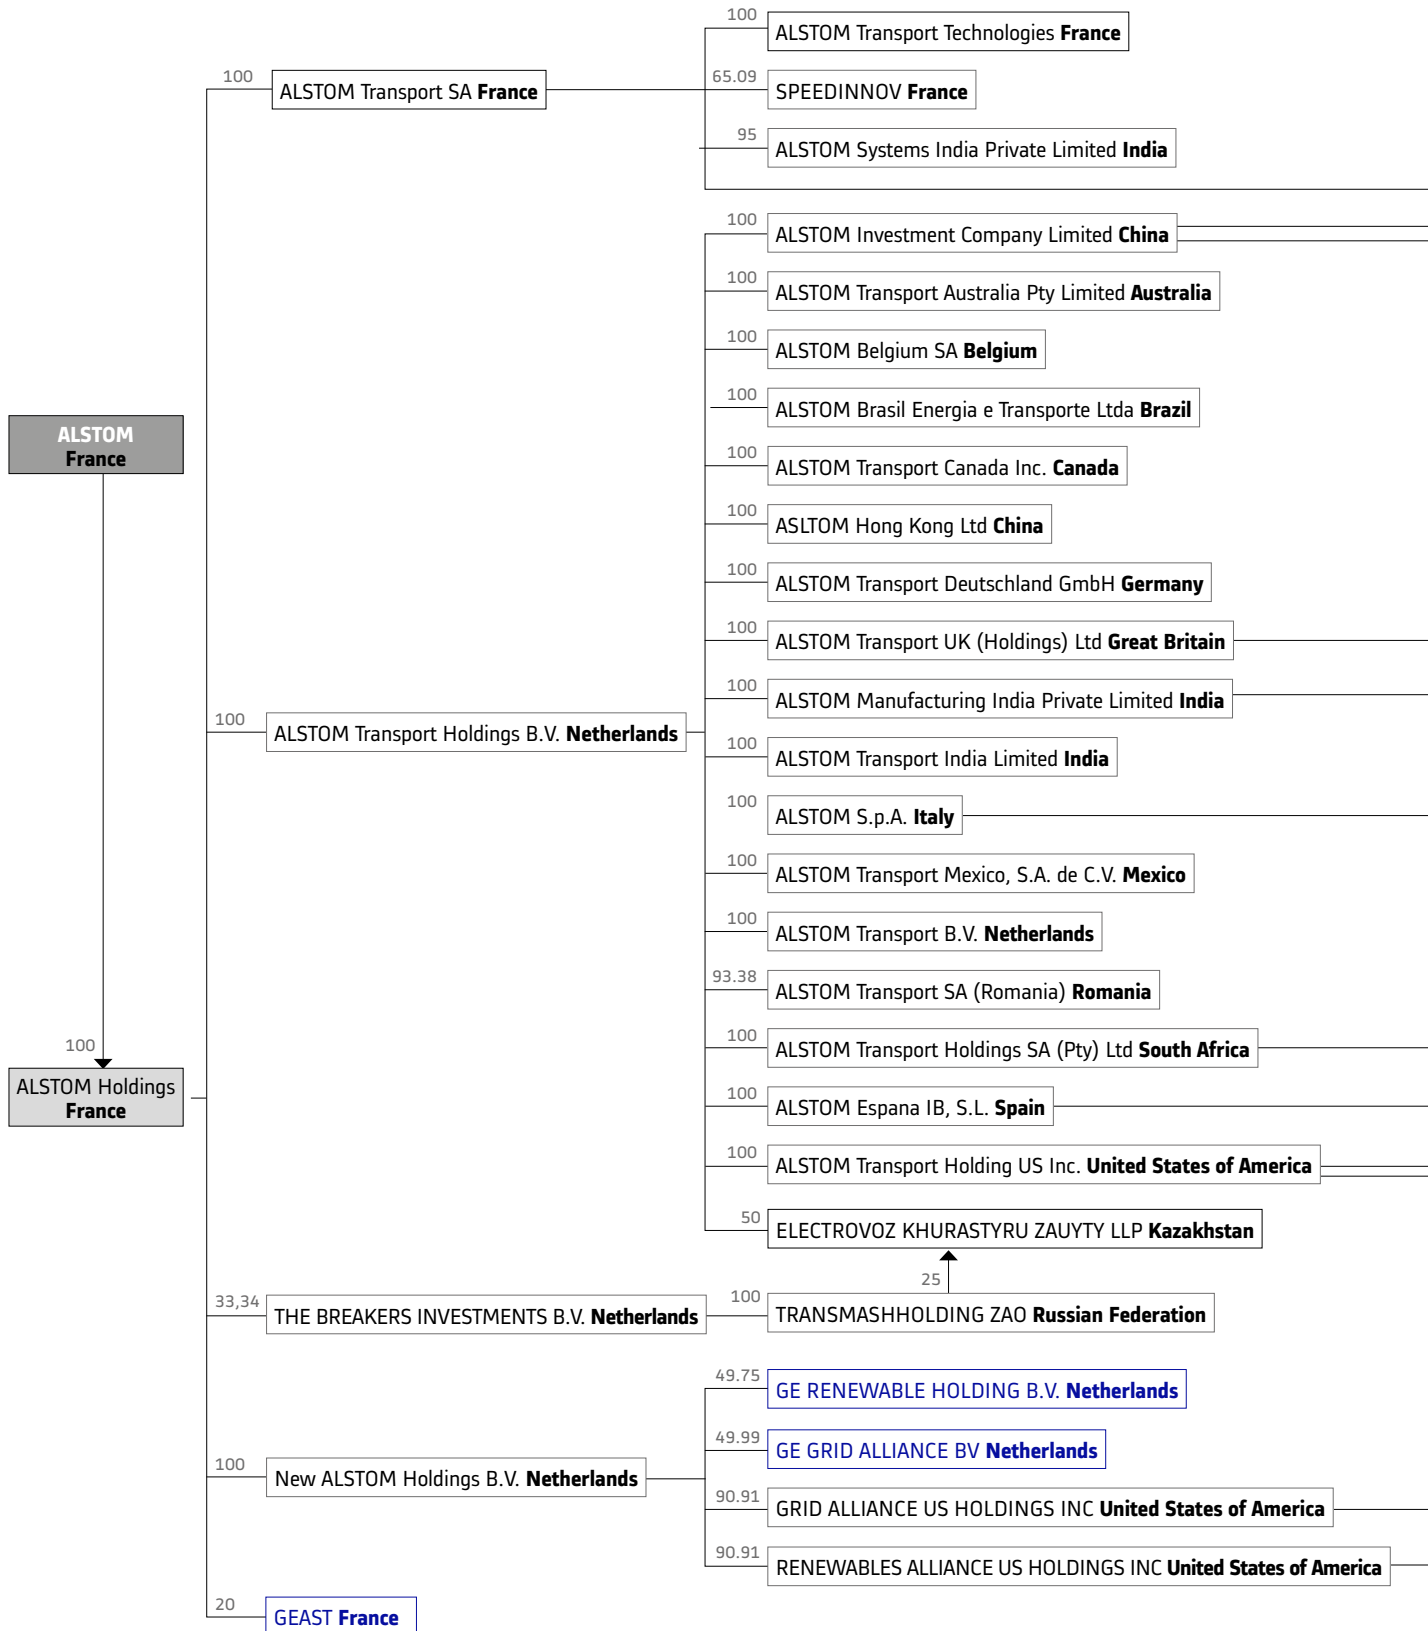 100
ALSTOM Transport Technologies France
100
ALSTOM Transport SA France
65.09
SPEEDINNOV France
95
ALSTOM Systems India Private Limited India
100
ALSTOM Investment Company Limited China
100
ALSTOM Transport Australia Pty Limited Australia
100
ALSTOM Belgium SA Belgium
100
ALSTOM Brasil Energia e Transporte Ltda Brazil
ALSTOM
France
100
ALSTOM Transport Canada Inc. Canada
100
ASLTOM Hong Kong Ltd China
100
ALSTOM Transport Deutschland GmbH Germany
100
ALSTOM Transport UK (Holdings) Ltd Great Britain
100
ALSTOM Manufacturing India Private Limited India
100
ALSTOM Transport Holdings B.V. Netherlands
100
ALSTOM Transport India Limited India
100
ALSTOM S.p.A. Italy
100
ALSTOM Transport Mexico, S.A. de C.V. Mexico
100
ALSTOM Transport B.V. Netherlands
93.38
ALSTOM Transport SA (Romania) Romania
100
ALSTOM Transport Holdings SA (Pty) Ltd South Africa
100
ALSTOM Holdings
France
100
ALSTOM Espana IB, S.L. Spain
100
ALSTOM Transport Holding US Inc. United States of America
50
ELECTROVOZ KHURASTYRU ZAUYTY LLP Kazakhstan
25
33,34
THE BREAKERS INVESTMENTS B.V. Netherlands
100
TRANSMASHHOLDING ZAO Russian Federation
49.75
GE RENEWABLE HOLDING B.V. Netherlands
49.99
GE GRID ALLIANCE BV Netherlands
100
New ALSTOM Holdings B.V. Netherlands
90.91
GRID ALLIANCE US HOLDINGS INC United States of America
90.91
RENEWABLES ALLIANCE US HOLDINGS INC United States of America
20
GEAST France